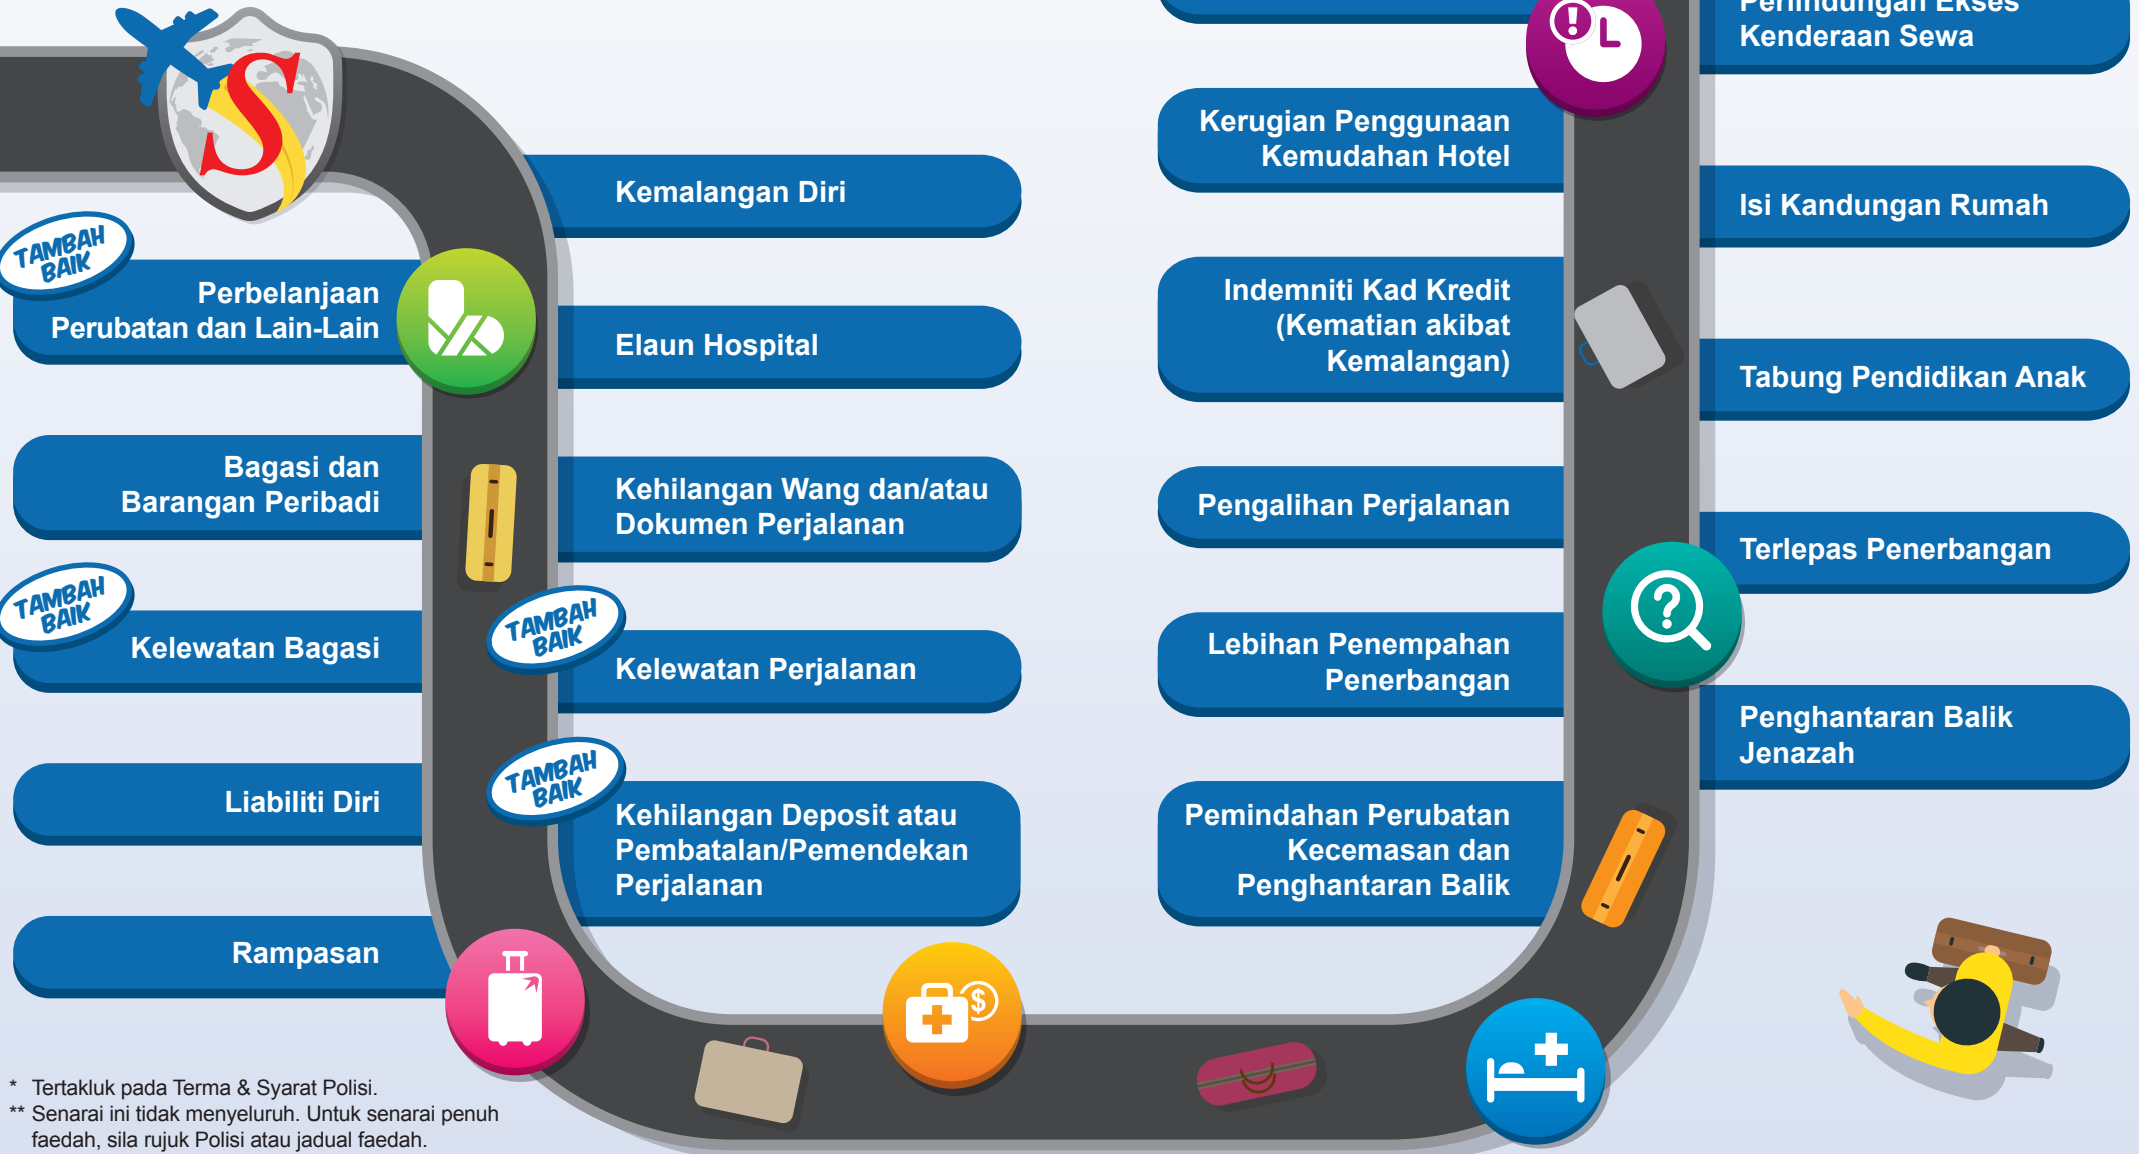 S
Kemalangan Diri
TAMBAH
BAIK
Perbelanjaan
Perubatan dan Lain-Lain
Elaun Hospital
Bagasi dan
Barangan Peribadi
Kehilangan Wang dan/atau
Dokumen Perjalanan
TAMBAH
BAIK
Kelewatan Bagasi
TAMBAH
BAIK
Kelewatan Perjalanan
Liabiliti Diri
TAMBAH
BAIK
Kehilangan Deposit atau
Pembatalan/Pemendekan
Perjalanan
Rampasan
* Tertakluk pada Terma & Syarat Polisi.
** Senarai ini tidak menyeluruh. Untuk senarai penuh
faedah, sila rujuk Polisi atau jadual faedah.
Perlindungan Ekses
Kenderaan Sewa
Kerugian Penggunaan
Kemudahan Hotel
Isi Kandungan Rumah
Indemniti Kad Kredit
(Kematian akibat
Kemalangan)
Tabung Pendidikan Anak
Pengalihan Perjalanan
Terlepas Penerbangan
Lebihan Penempahan
Penerbangan
Penghantaran Balik
Jenazah
Pemindahan Perubatan
Kecemasan dan
Penghantaran Balik